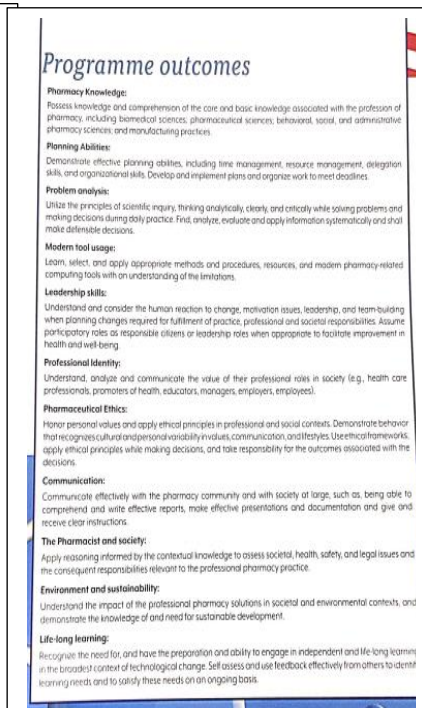 Programme outcomes
Pharmacy Knowledge:
Possess knowledge and comprehension of the core and basic knowledge associated with the profession of
pharmacy, including biomedical sciences; pharmaceutical sciences; behavioral, social, and administrative
pharmacy sciences; and manufacturing practices.
Planning Abilities:
Demonstrate effective planning abilities, including time management, resource management, delegation
skills, and organizational skills. Develop and implement plans and organize work to meet deadlines.
Problem analysis:
Utilize the principles of scientific inquiry, thinking analytically, clearly, and critically while solving problems and
making decisions during daily practice. Find, analyze, evaluate and apply information systematically and shall
make defensible decisions.
Modern tool usage:
Learn, select, and apply appropriate methods and procedures, resources, and modern pharmacy-related
computing tools with an understanding of the limitations.
Leadership skills:
Understand and consider the human reaction to change, motivation issues, leadership, and team-building
when planning changes required for fulfilment of practice, professional and societal responsibilities. Assume
participatory roles as responsible citizens or leadership roles when appropriate to facilitate improvement in
health and well-being.
Professional Identity:
Understand, analyze and communicate the value of their professional roles in society (e.g., health care
professionals, promoters of health, educators, managers, employers, employees).
Pharmaceutical Ethics:
Honor personal values and apply ethical principles in professional and social contexts. Demonstrate behavior
that recognizes cultural and personal variability in values, communication, and lifestyles. Use ethical frameworks,
apply ethical principles while making decisions, and take responsibility for the outcomes associated with the
decisions.
Communication:
Communicate effectively with the pharmacy community and with society at large, such as, being able to
comprehend and write effective reports, make effective presentations and documentation and give and
receive clear instructions.
The Pharmacist and society:
Apply reasoning informed by the contextual knowledge to assess societal, health, safety, and legal issues and
the consequent responsibilities relevant to the professional pharmacy practice.
Environment and sustainability:
Understand the impact of the professional pharmacy solutions in societal and environmental contexts, and
demonstrate the knowledge of and need for sustainable development.
Life-long learning:
Recognize the need for, and have the preparation and ability to engage in independent and life-long learning
in the broadest context of technological change. Self assess and use feedback effectively from others to identif
learning needs and to satisfy these needs on an ongoing basis.